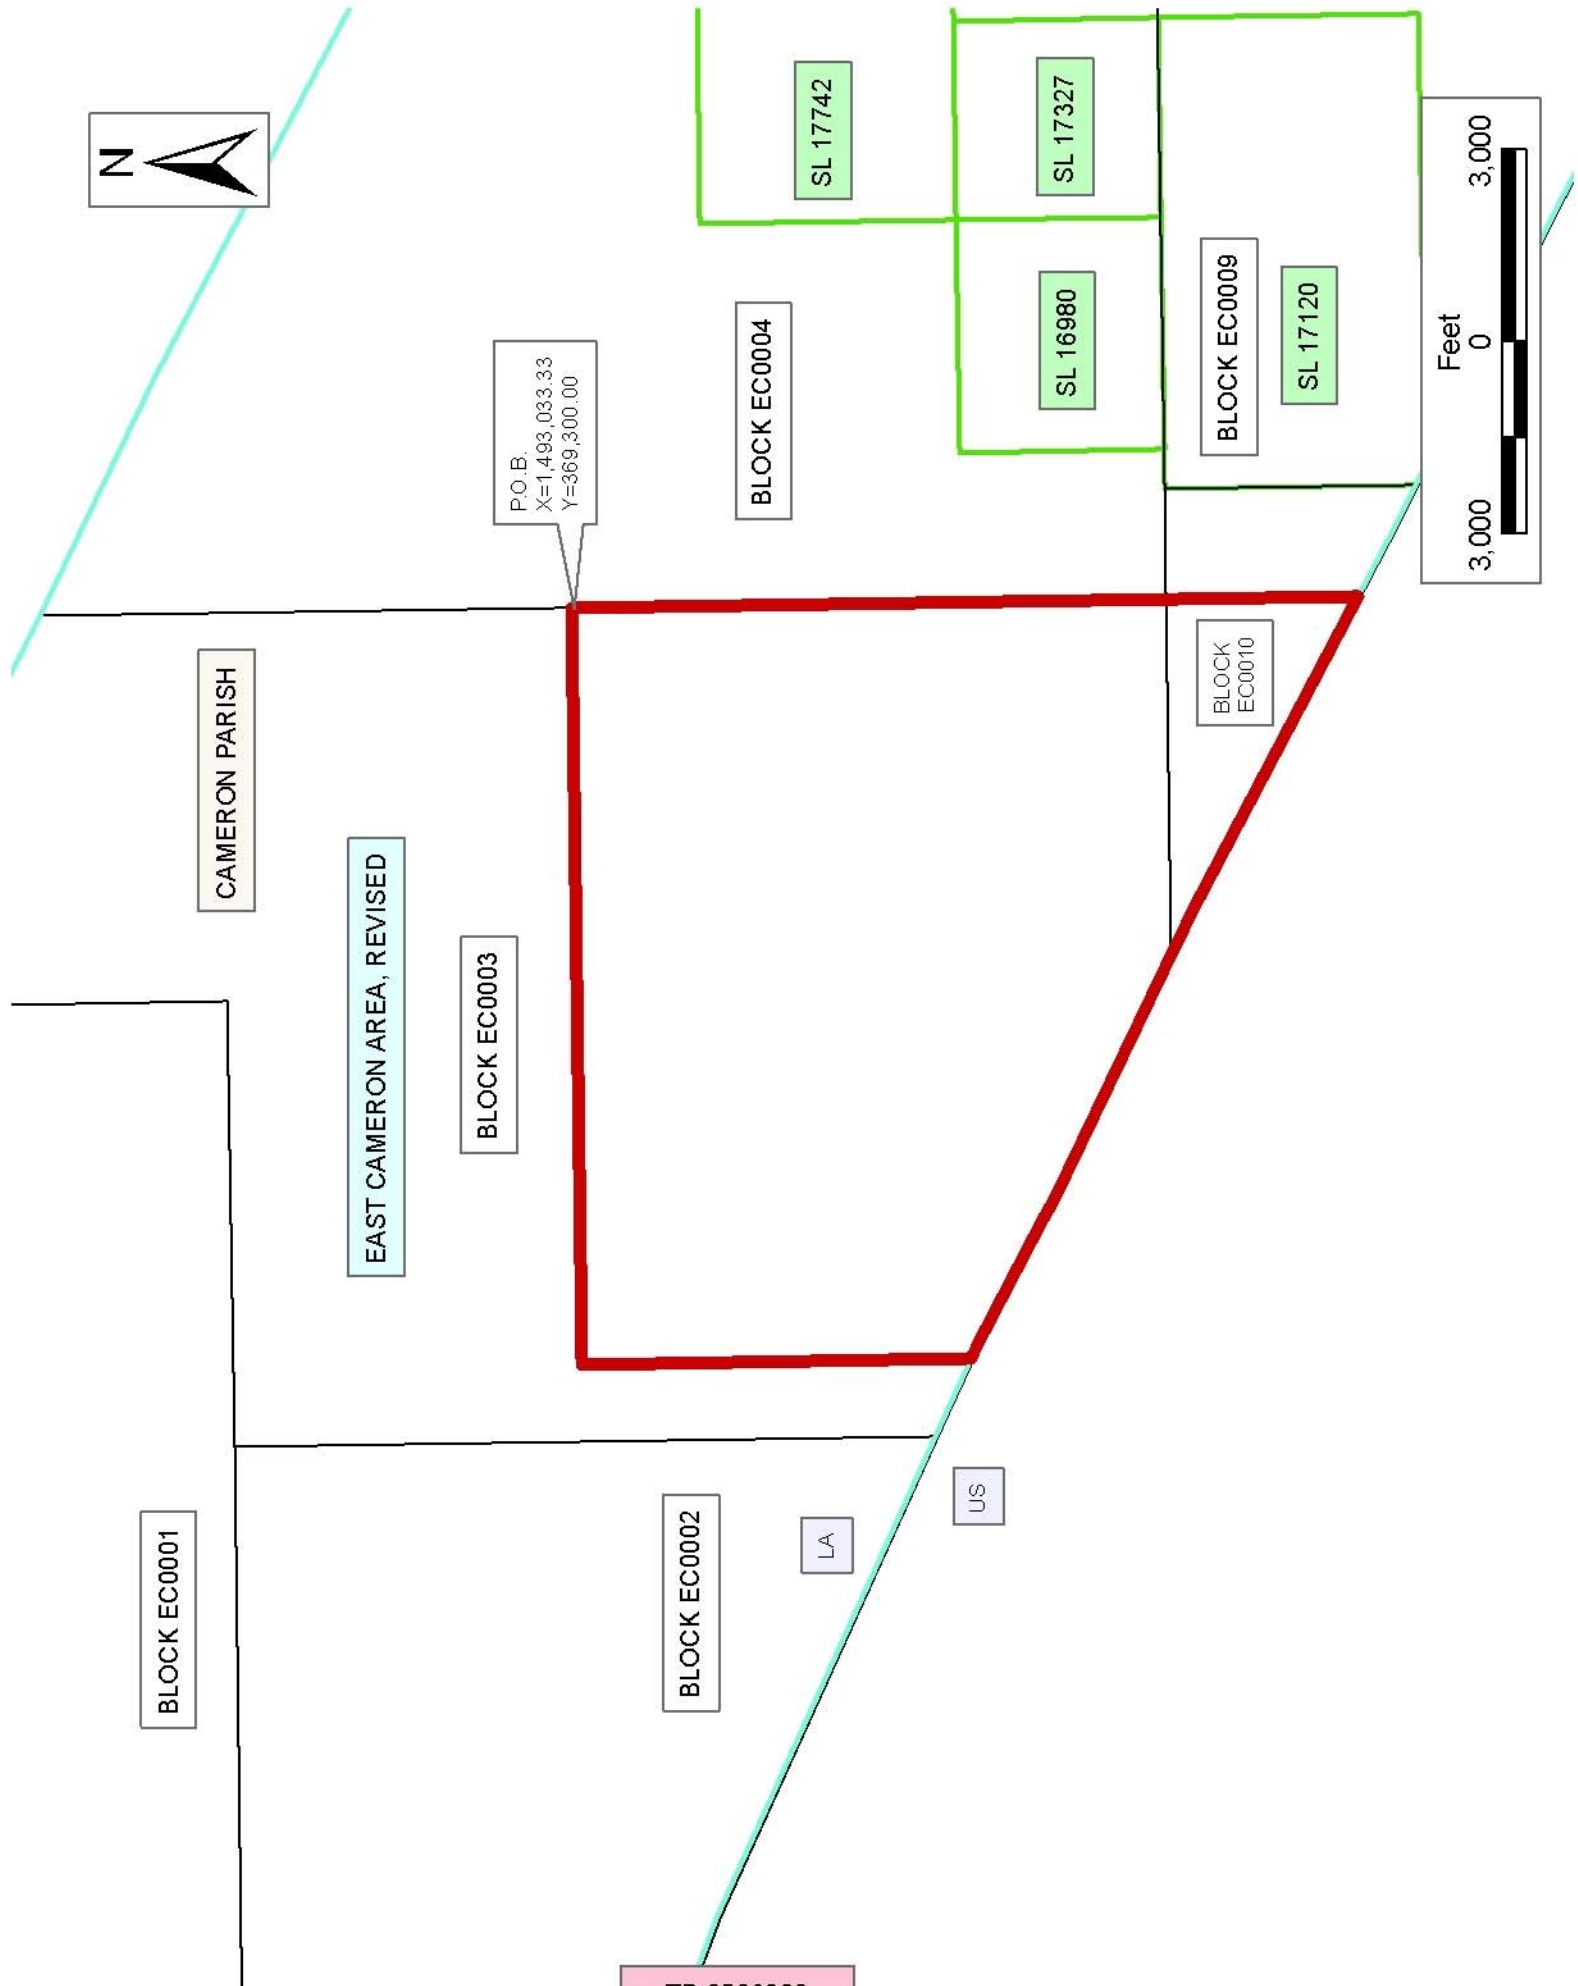 N
SL 17742
SL 17327
P.O.B.
X=1,493,033.33
Y=369,300.00
BLOCK EC0004
SL 16980
BLOCK EC0009
SL 17120
3,000
0
3,000
Feet
CAMERON PARISH
EAST CAMERON AREA, REVISED
BLOCK EC0003
BLOCK
EC0010
BLOCK EC0001
BLOCK EC0002
LA
US